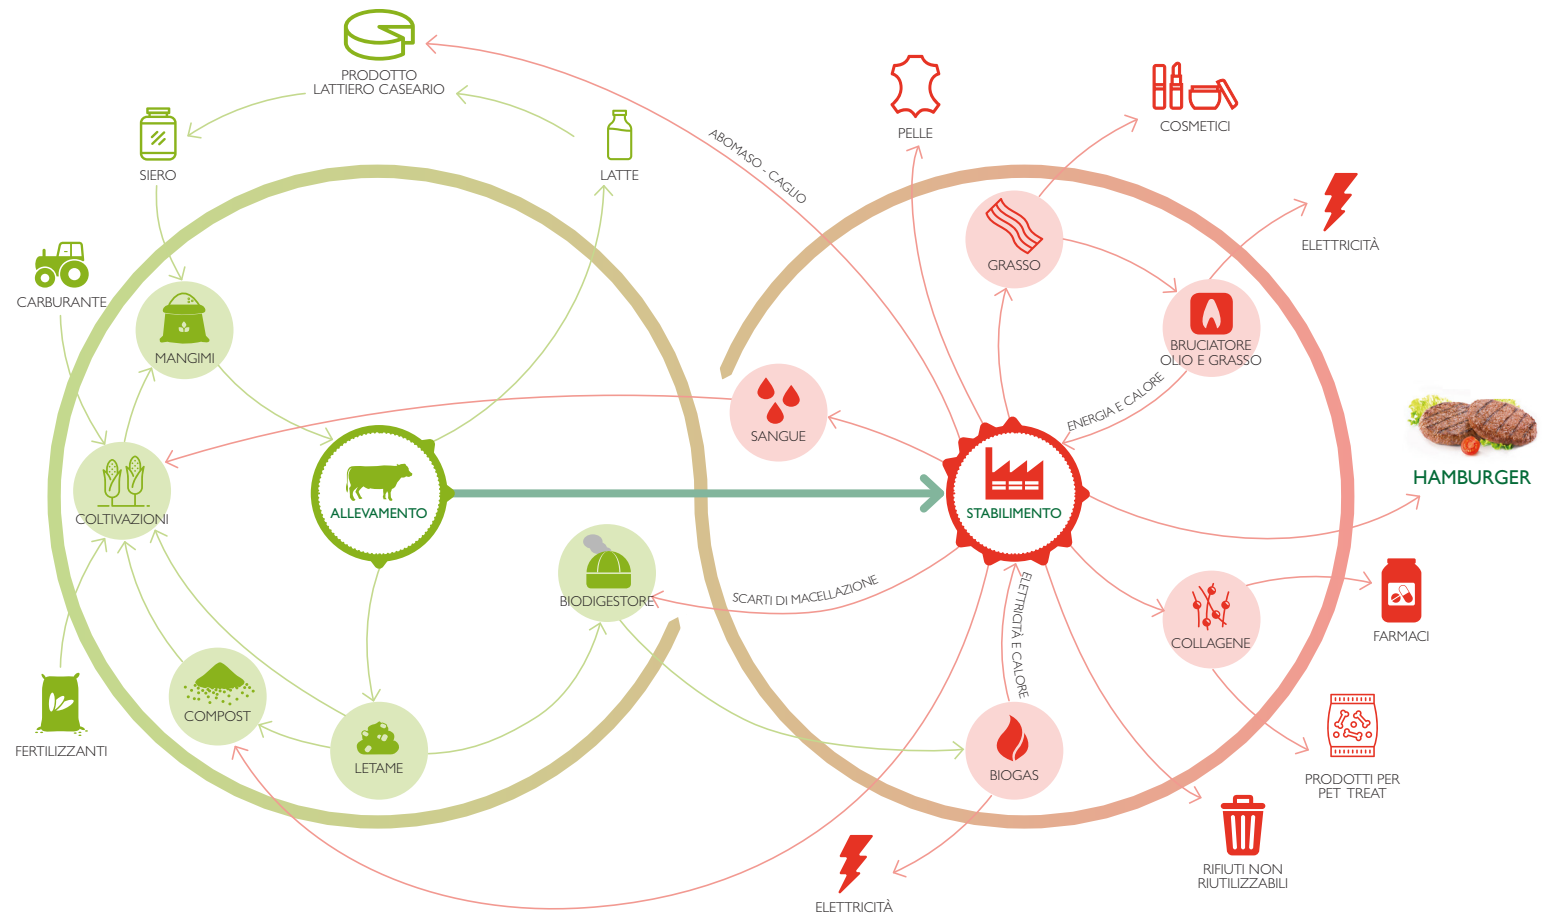 PRODOTTO
LATTIERO CASEARIO
SIERO
LATTE
ABOMASO - CAGLIO
PELLE
COSMETICI
ELETTRICITÀ
GRASSO
CARBURANTE
MANGIMI
BRUCIATORE
OLIO E GRASSO
ENERGIA E CALORE
SANGUE
HAMBURGER
COLTIVAZIONI
ALLEVAMENTO
STABILIMENTO
BIODIGESTORE
SCARTI DI MACELLAZIONE
ELETTRICITÀ E CALORE
COLLAGENE
FARMACI
COMPOST
FERTILIZZANTI
LETAME
BIOGAS
PRODOTTI PER
PET TREAT
RIFIUTI NON
RIUTILIZZABILI
ELETTRICITÀ